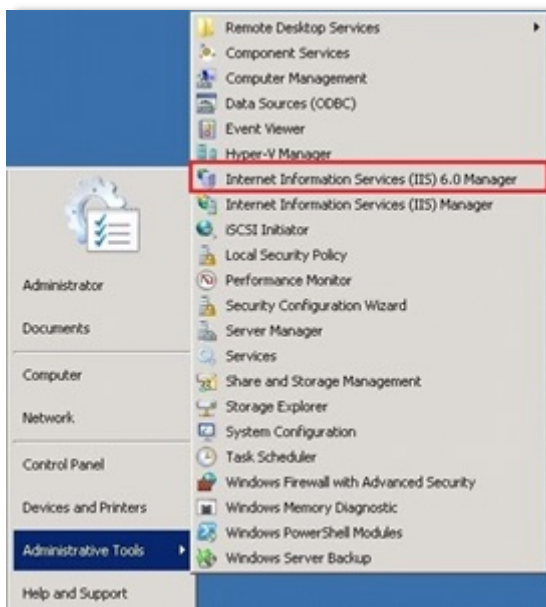 Remote Desktop Services
Component Services
Computer Management
Data Sources (ODBC)
Event Viewer
Hyper-V Manager
Internet Information Services (IIS) 6.0 Manager
Internet Information Services (IIS) Manager
iSCSI Initiator
Local Security Policy
Performance Monitor
Security Configuration Wizard
Server Manager
Services
Share and Storage Management
Storage Explorer
System Configuration
Task Scheduler
Windows Firewall with Advanced Security
Windows Memory Diagnostic
Windows PowerShell Modules
Windows Server Backup
Administrator
Documents
Computer
Network
Control Panel
Devices and Printers
Administrative Tools
Help and Support